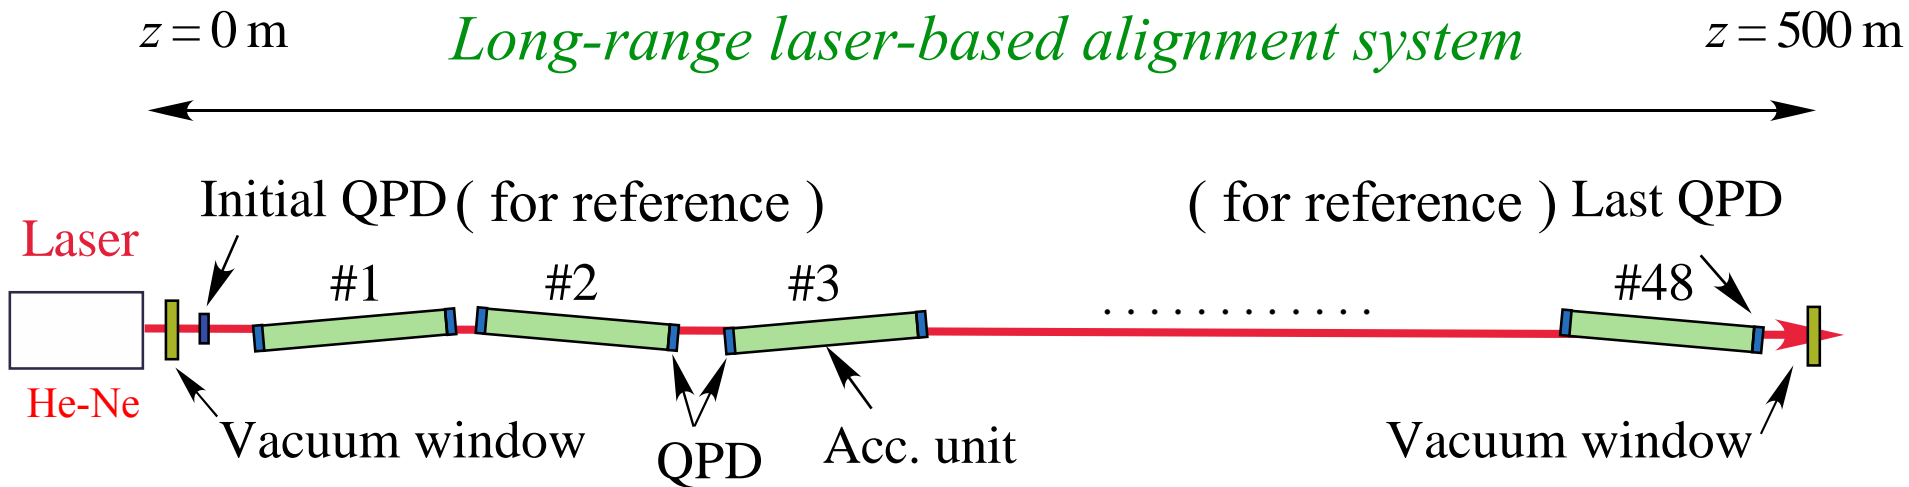 z = 0 m
Long-range laser-based alignment system
z = 500 m
Initial QPD ( for reference )
( for reference ) Last QPD
Laser
#1
#2
#3
. . . . . . . . . . . .
#48
He-Ne
Vacuum window
QPD
Acc. unit
Vacuum window